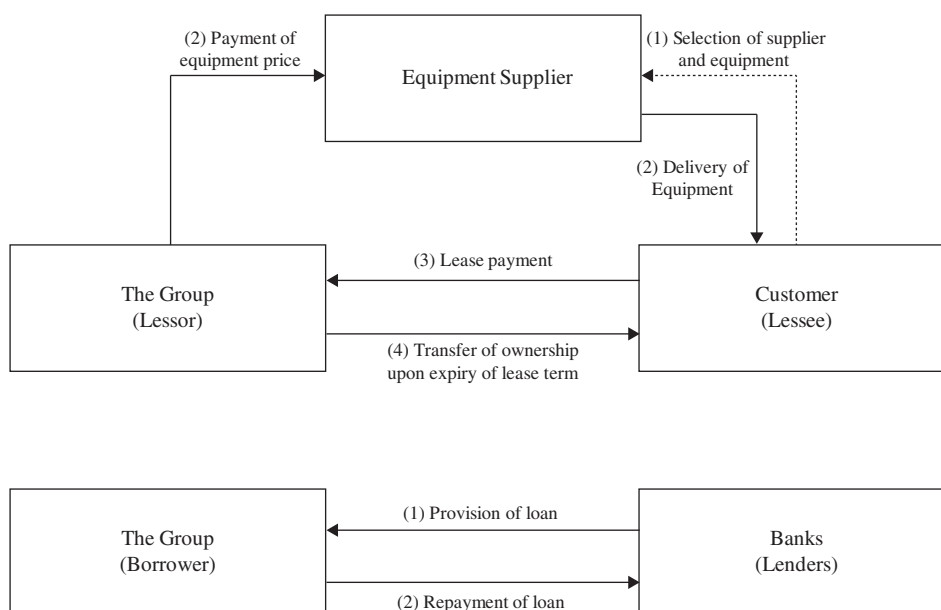 (2) Payment of
equipment price
Equipment Supplier
(1) Selection of supplier
and equipment
(2) Delivery of
Equipment
The Group
(Lessor)
(3) Lease payment
(4) Transfer of ownership
upon expiry of lease term
Customer
(Lessee)
The Group
(Borrower)
(1) Provision of loan
(2) Repayment of loan
Banks
(Lenders)